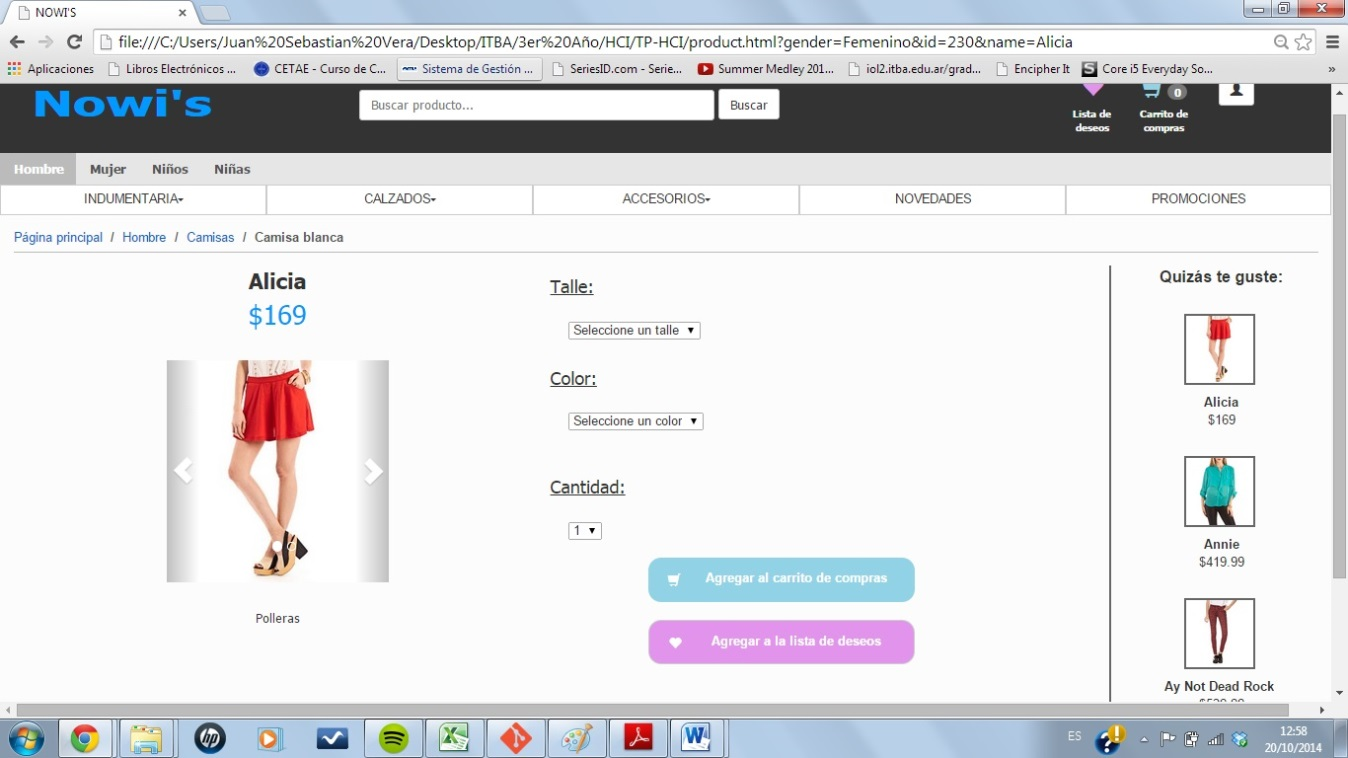 NOWI'S
file:///C:/Users/Juan%20Sebastian%20Vera/Desktop/ITBA/3er%20Año/HCI/TP-HCI/product.html?gender=Femenino&id=230&name=Alicia
Aplicaciones Libros Electrónicos ... CETAE - Curso de C... Sistema de Gestión ... SeriesID.com - Serie... Summer Medley 201... iol2.itba.edu.ar/grad... Encipher It Core i5 Everyday So... »
Nowi's
Buscar producto... Buscar
0
Lista de deseos
Carrito de compras
Hombre Mujer Niños Niñas
INDUMENTARIA CALZADOS ACCESORIOS NOVEDADES PROMOCIONES
Página principal / Hombre / Camisas / Camisa blanca
Alicia
$169
Polleras
Talle:
Seleccione un talle
Color:
Seleccione un color
Cantidad:
1
Agregar al carrito de compras
Agregar a la lista de deseos
Quizás te guste:
Alicia
$169
Annie
$419.99
Ay Not Dead Rock
ES
12:58
20/10/2014